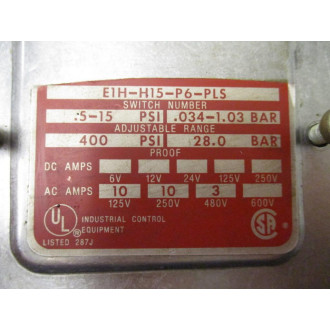 E1H-H15-P6-PLS
SWITCH NUMBER
.5-15 PSI .034-1.03 BAR
ADJUSTABLE RANGE
400 PSI 28.0 BAR
PROOF
DC AMPS
6V 12V 24V 125V 250V
AC AMPS 10 10 3
125V 250V 480V 600V
UL ® INDUSTRIAL CONTROL
EQUIPMENT
LISTED 287J
SA